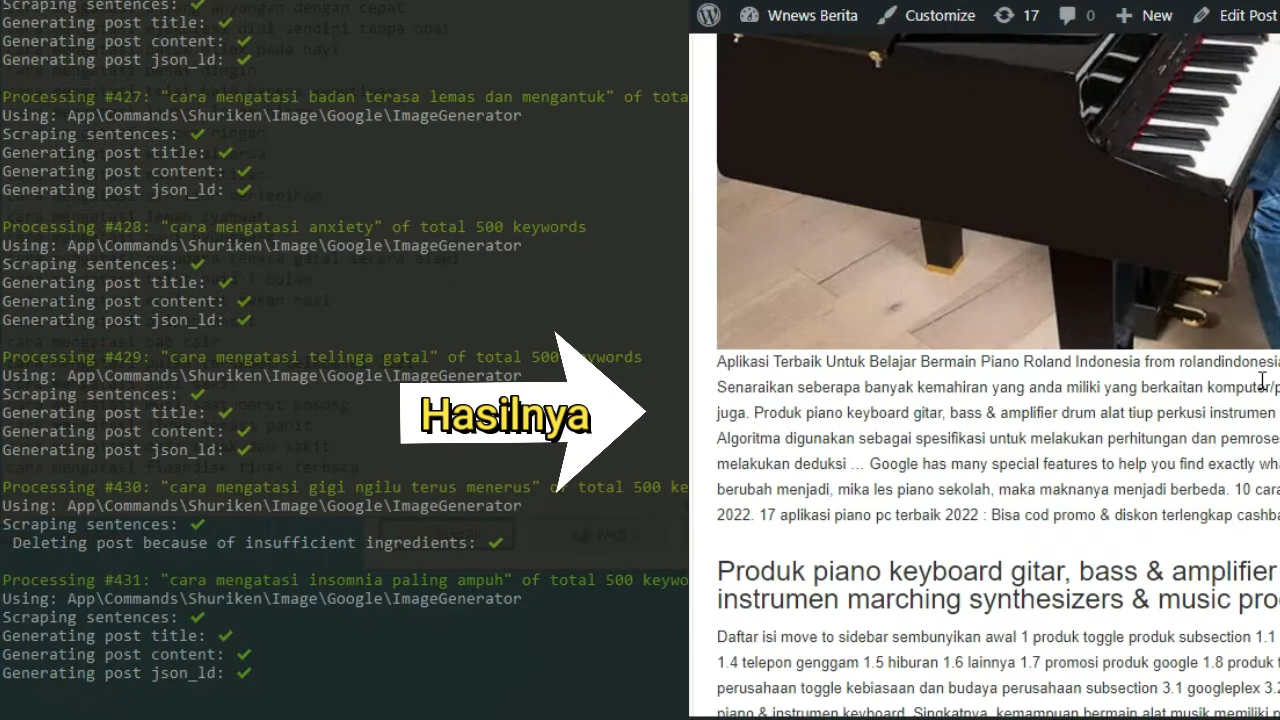 Scraping sentences: ✔
Generating post title: ✔
Generating post content: ✔
Generating post json_ld: ✔
Processing #427: "cara mengatasi badan terasa lemas dan mengantuk" of tota
Using: App\Commands\Shuriken\Image\Google\ImageGenerator
Scraping sentences: ✔
Generating post title: ✔
Generating post content: ✔
Generating post json_ld: ✔
Processing #428: "cara mengatasi anxiety" of total 500 keywords
Using: App\Commands\Shuriken\Image\Google\ImageGenerator
Scraping sentences: ✔
Generating post title: ✔
Generating post content: ✔
Generating post json_ld: ✔
Processing #429: "cara mengatasi telinga gatal" of total 500 ywords
Using: App\Commands\Shuriken\Image\Google\ImageGenerator
Scraping sentences: ✔
Generating post title: ✔
Generating post content: ✔
Generating post json_ld: ✔
Processing #430: "cara mengatasi gigi ngilu terus menerus" of total 500 ke
Using: App\Commands\Shuriken\Image\Google\ImageGenerator
Scraping sentences: ✔
Deleting post because of insufficient ingredients: ✔
Processing #431: "cara mengatasi insomnia paling ampuh" of total 500 keywo
Using: App\Commands\Shuriken\Image\Google\ImageGenerator
Scraping sentences: ✔
Generating post title: ✔
Generating post content: ✔
Generating post json_ld: ✔
Hasilnya
Wnews Berita Customize 17 0 New Edit Post
Aplikasi Terbaik Untuk Belajar Bermain Piano Roland Indonesia from rolandindonesia
Senaraikan seberapa banyak kemahiran yang anda miliki yang berkaitan komputer/p
juga. Produk piano keyboard gitar, bass & amplifier drum alat tiup perkusi instrumen
Algoritma digunakan sebagai spesifikasi untuk melakukan perhitungan dan pemrose
melakukan deduksi … Google has many special features to help you find exactly wh
berubah menjadi, mika les piano sekolah, maka maknanya menjadi berbeda. 10 cara
2022. 17 aplikasi piano pc terbaik 2022 : Bisa cod promo & diskon terlengkap cashb
Produk piano keyboard gitar, bass & amplifier
instrumen marching synthesizers & music pro
Daftar isi move to sidebar sembunyikan awal 1 produk toggle produk subsection 1.1
1.4 telepon genggam 1.5 hiburan 1.6 lainnya 1.7 promosi produk google 1.8 produk t
perusahaan toggle kebiasaan dan budaya perusahaan subsection 3.1 googleplex 3.2
piano & instrumen keyboard. Singkatnya, kemampuan bermain alat musik memiliki p